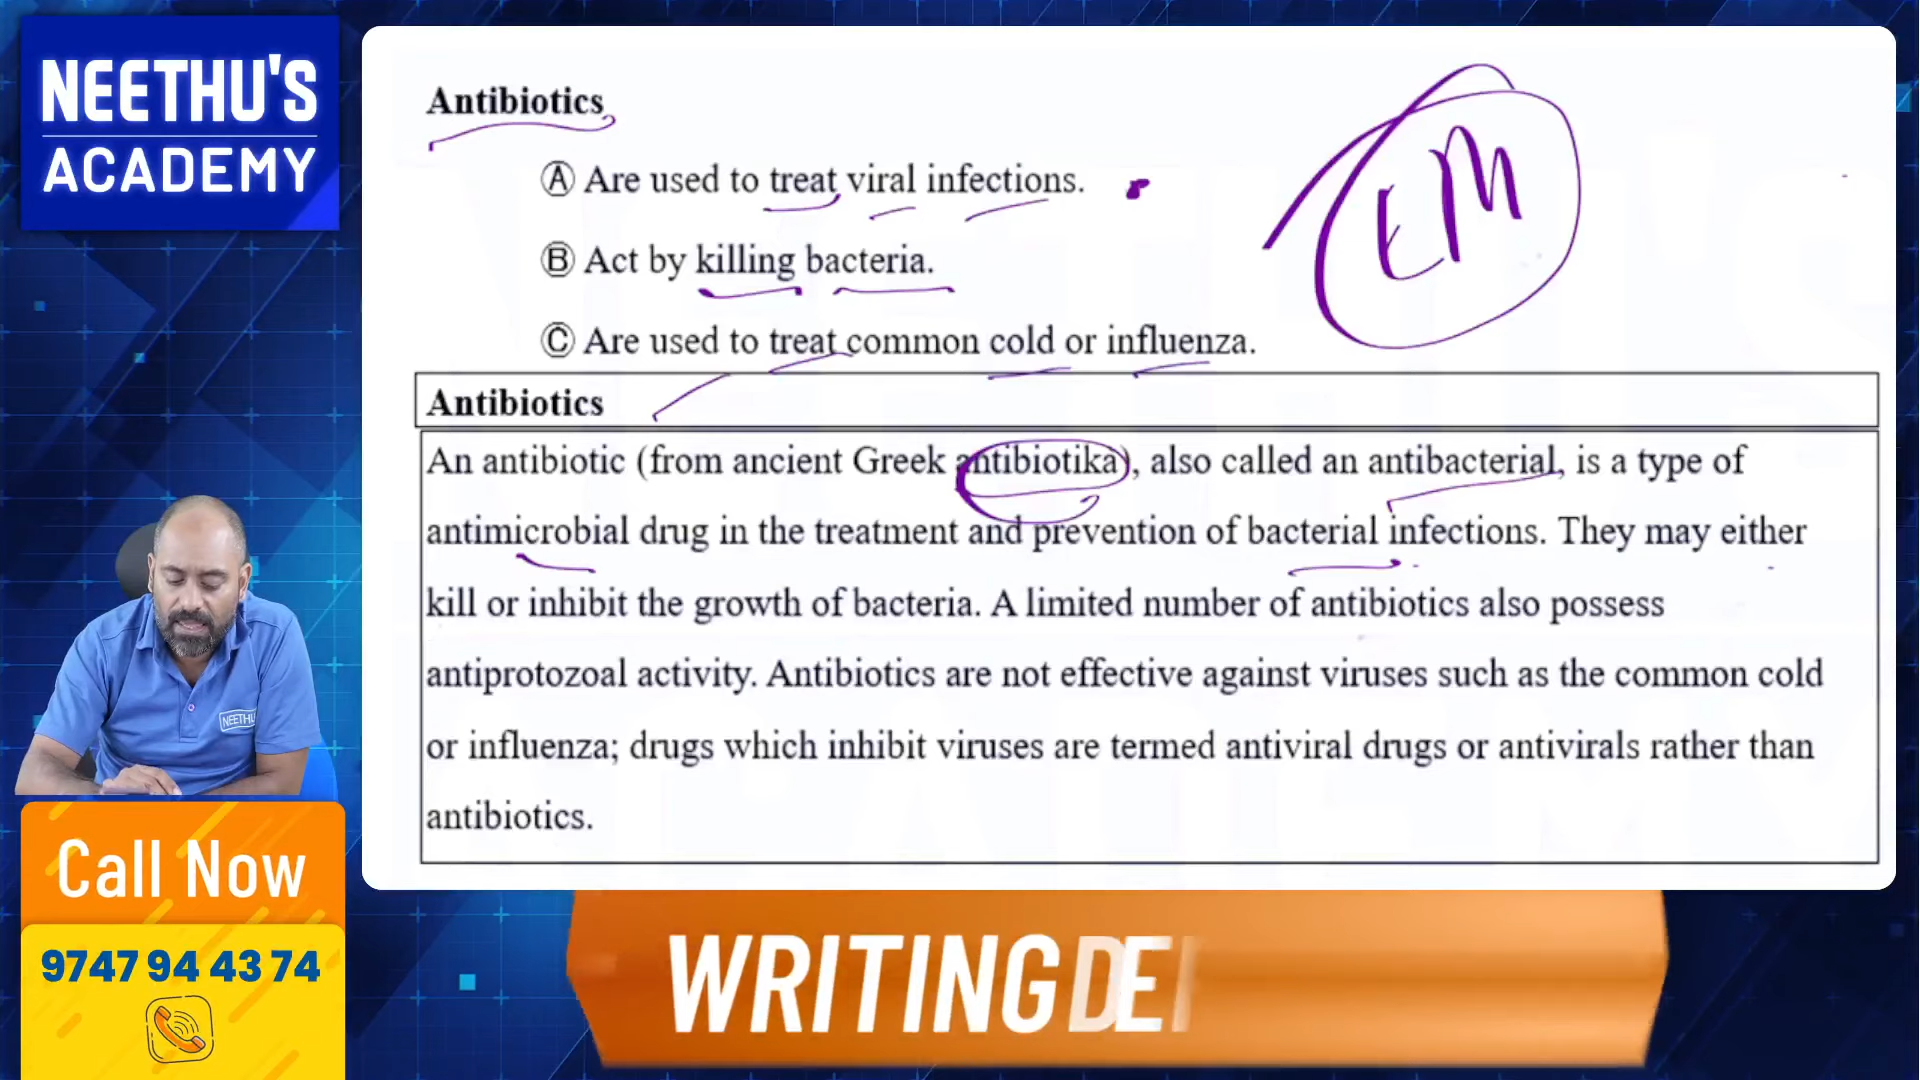 NEETHU'S
ACADEMY
Antibiotics
Ⓐ Are used to treat viral infections.
Ⓑ Act by killing bacteria.
Ⓒ Are used to treat common cold or influenza.
EM
Antibiotics
An antibiotic (from ancient Greek antibiotika), also called an antibacterial, is a type of
antimicrobial drug in the treatment and prevention of bacterial infections. They may either
kill or inhibit the growth of bacteria. A limited number of antibiotics also possess
antiprotozoal activity. Antibiotics are not effective against viruses such as the common cold
or influenza; drugs which inhibit viruses are termed antiviral drugs or antivirals rather than
antibiotics.
NEETHU
Call Now
9747 94 43 74
WRITING DE